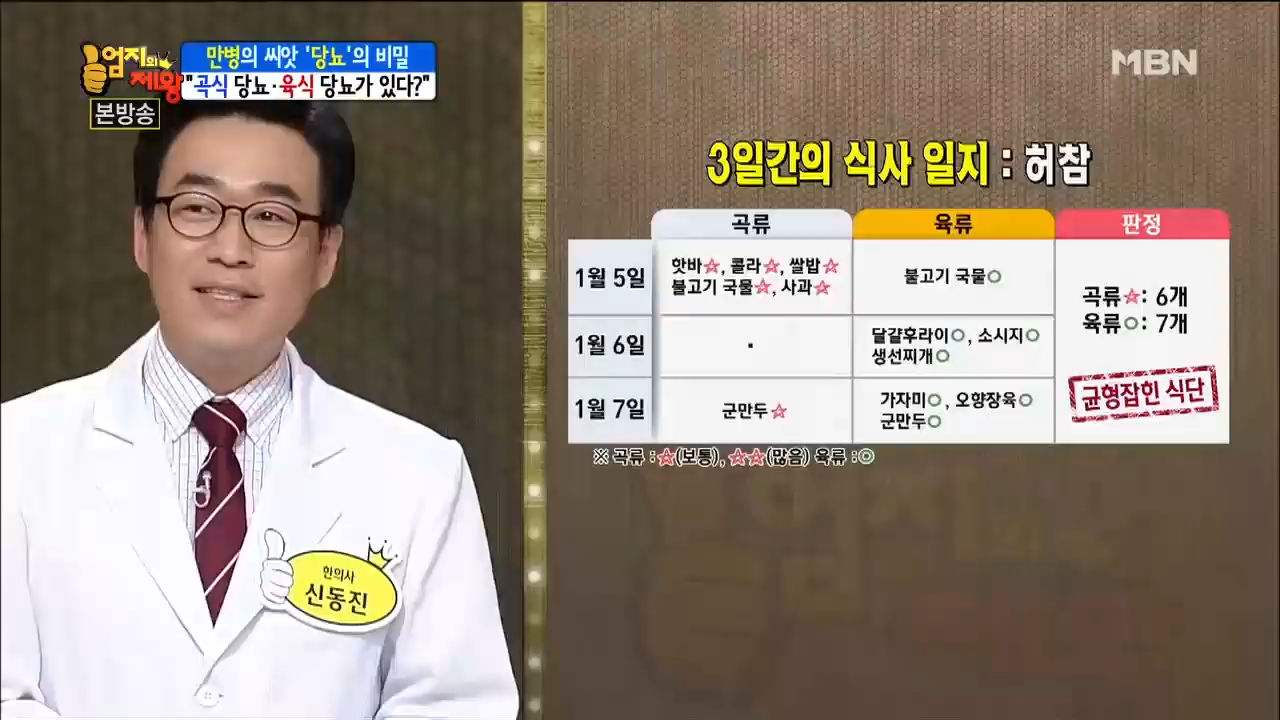 엄지의 제왕
만병의 씨앗 '당뇨'의 비밀
"곡식 당뇨·육식 당뇨가 있다?"
본방송
MBN
3일간의 식사 일지 : 허참
곡류 육류 판정
1월 5일
핫바☆, 콜라☆, 쌀밥☆
불고기 국물☆, 사과☆
불고기 국물○
곡류☆: 6개
육류○: 7개
1월 6일
·
달걀후라이○, 소시지○
생선찌개○
1월 7일
군만두☆
가자미○, 오향장육○
군만두○
균형잡힌 식단
※ 곡류 :☆(보통), ☆☆(많음) 육류 :○
한의사
신동진